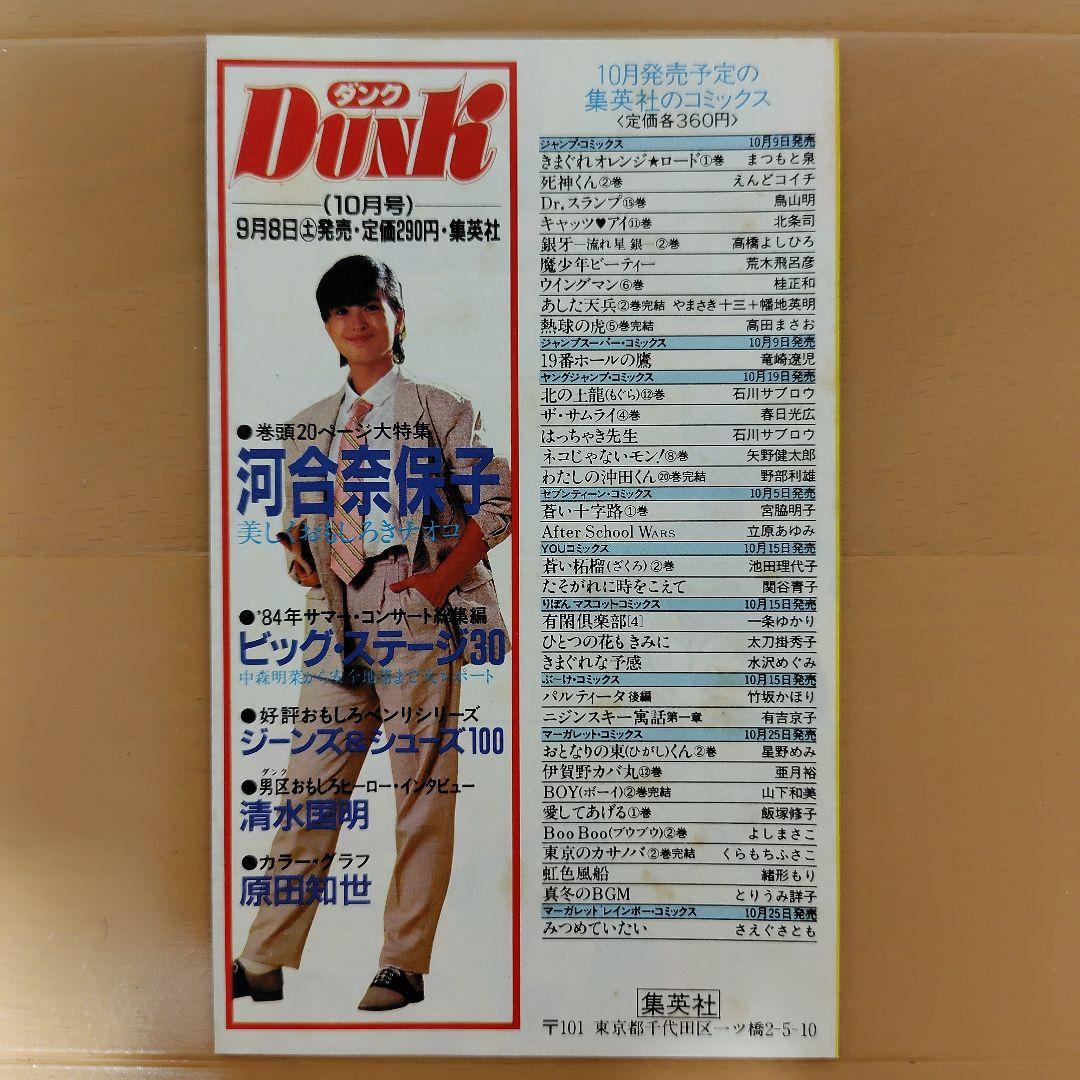 ダンク
DUNK
(10月号)
9月8日㊏発売・定価290円・集英社
●巻頭20ページ大特集
河合奈保子
美しくおもしろきナオコ
●'84年サマー・コンサート総集編
ビッグ・ステージ30
中森明菜から安全地帯まで大レポート
●好評おもしろベンリシリーズ
ジーンズ&シューズ100
ダンク
●男区おもしろヒーロー・インタビュー
清水国明
●カラー・グラフ
原田知世
10月発売予定の
集英社のコミックス
〈定価各360円〉
ジャンプ・コミックス 10月9日発売
きまぐれオレンジ★ロード①巻 まつもと泉
死神くん②巻 えんどコイチ
Dr.スランプ⑮巻 鳥山明
キャッツ♥アイ⑪巻 北条司
銀牙―流れ星 銀―②巻 高橋よしひろ
魔少年ビーティー 荒木飛呂彦
ウイングマン⑥巻 桂正和
あした天兵②巻完結 やまさき十三+幡地英明
熱球の虎⑤巻完結 高田まさお
ジャンプスーパー・コミックス 10月9日発売
19番ホールの鷹 竜崎遼児
ヤングジャンプ・コミックス 10月19日発売
北の土龍(もぐら)⑫巻 石川サブロウ
ザ・サムライ④巻 春日光広
はっちゃき先生 石川サブロウ
ネコじゃないモン!⑧巻 矢野健太郎
わたしの沖田くん⑳巻完結 野部利雄
セブンティーン・コミックス 10月5日発売
蒼い十字路①巻 宮脇明子
After School Wars 立原あゆみ
YOUコミックス 10月15日発売
蒼い柘榴(ざくろ)②巻 池田理代子
たそがれに時をこえて 関谷青子
りぼん マスコットコミックス 10月15日発売
有閑倶楽部[4] 一条ゆかり
ひとつの花もきみに 太刀掛秀子
きまぐれな予感 水沢めぐみ
ぶ〜け・コミックス 10月15日発売
パルティータ後編 竹坂かほり
ニジンスキー寓話第一章 有吉京子
マーガレット・コミックス 10月25日発売
おとなりの東(ひがし)くん②巻 星野めみ
伊賀野カバ丸⑫巻 亜月裕
BOY(ボーイ)②巻完結 山下和美
愛してあげる①巻 飯塚修子
Boo Boo(ブウブウ)②巻 よしまさこ
東京のカサノバ②巻完結 くらもちふさこ
虹色風船 緒形もり
真冬のBGM とりうみ詳子
マーガレットレインボー・コミックス 10月25日発売
みつめていたい さえぐさとも
集英社
〒101 東京都千代田区一ツ橋2-5-10